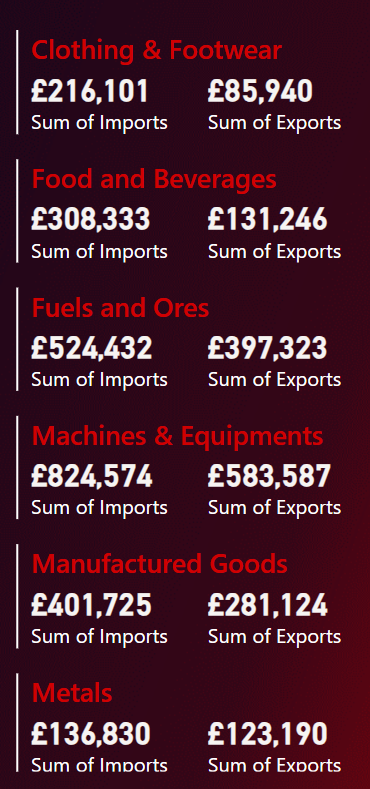 Clothing & Footwear
£216,101 £85,940
Sum of Imports Sum of Exports
Food and Beverages
£308,333 £131,246
Sum of Imports Sum of Exports
Fuels and Ores
£524,432 £397,323
Sum of Imports Sum of Exports
Machines & Equipments
£824,574 £583,587
Sum of Imports Sum of Exports
Manufactured Goods
£401,725 £281,124
Sum of Imports Sum of Exports
Metals
£136,830 £123,190
Sum of Imports Sum of Exports